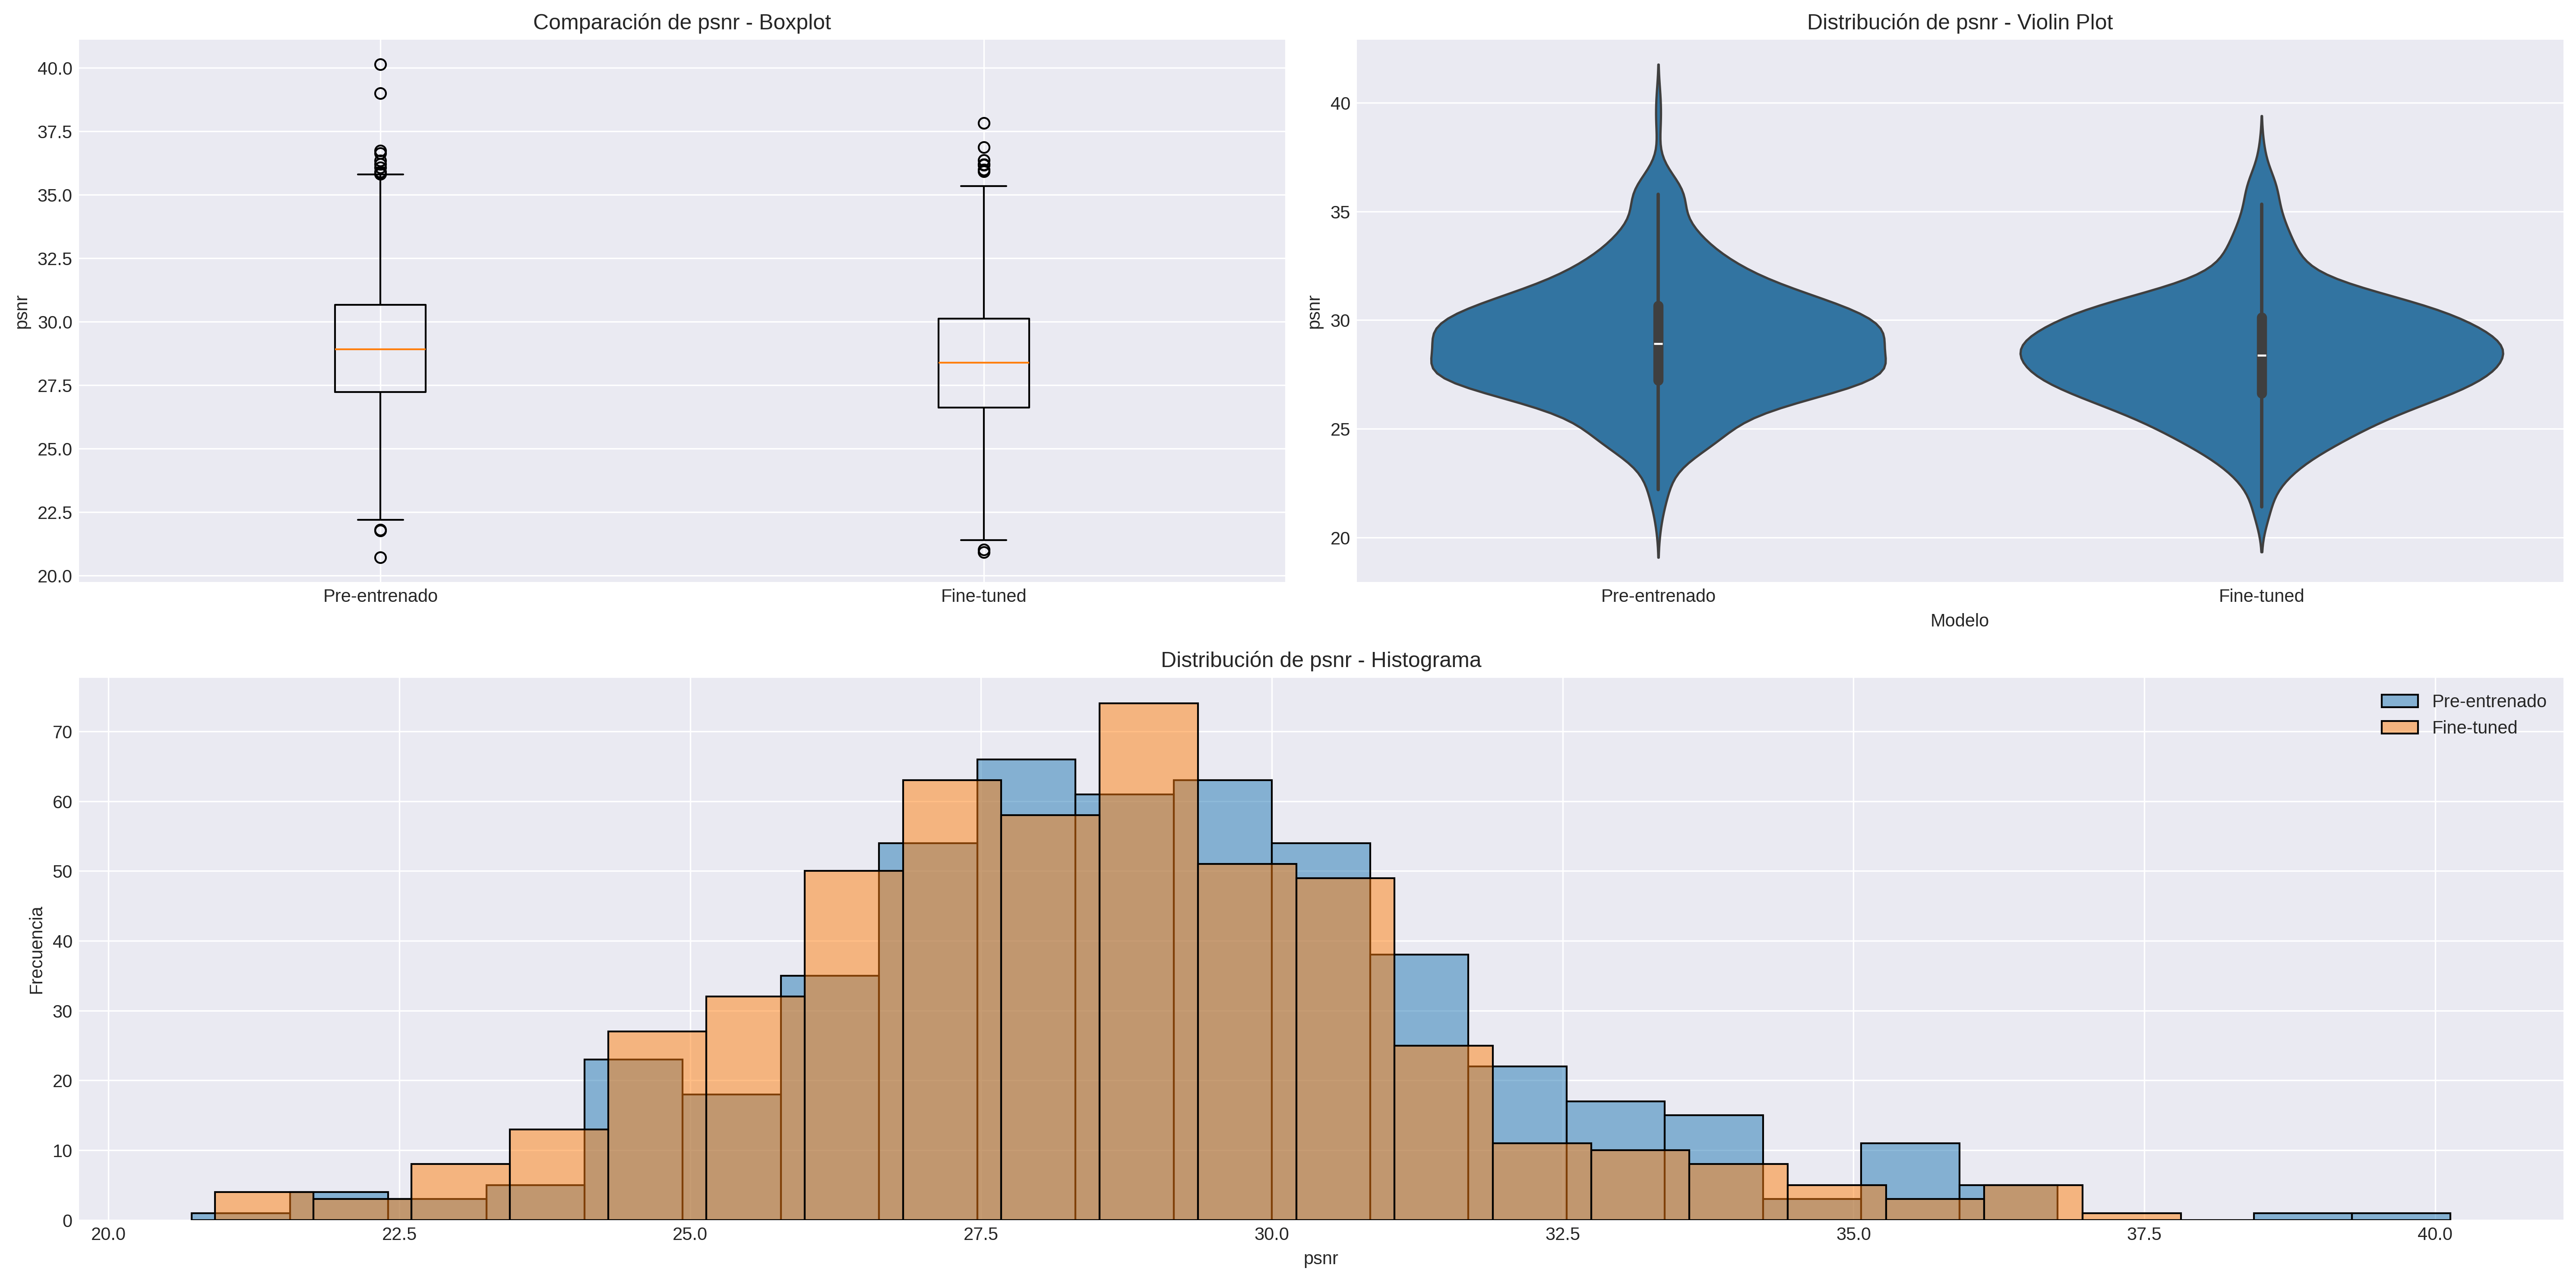 Comparación de psnr - Boxplot
psnr
40.0
37.5
35.0
32.5
30.0
27.5
25.0
22.5
20.0
Pre-entrenado
Fine-tuned
Distribución de psnr - Violin Plot
psnr
40
35
30
25
20
Pre-entrenado
Fine-tuned
Modelo
Distribución de psnr - Histograma
Pre-entrenado
Fine-tuned
Frecuencia
70
60
50
40
30
20
10
0
20.0
22.5
25.0
27.5
30.0
32.5
35.0
37.5
40.0
psnr